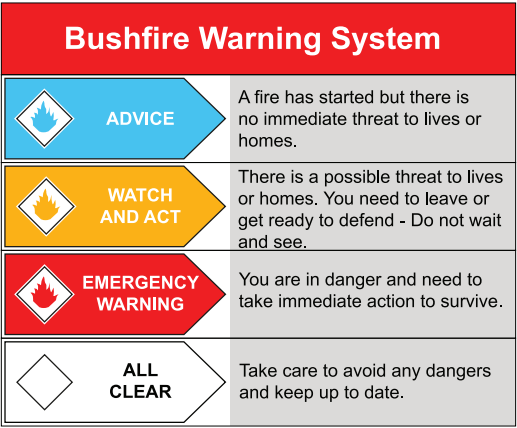 Bushfire Warning System
ADVICE
A fire has started but there is
no immediate threat to lives or
homes.
WATCH
AND ACT
There is a possible threat to lives
or homes. You need to leave or
get ready to defend - Do not wait
and see.
EMERGENCY
WARNING
You are in danger and need to
take immediate action to survive.
ALL
CLEAR
Take care to avoid any dangers
and keep up to date.